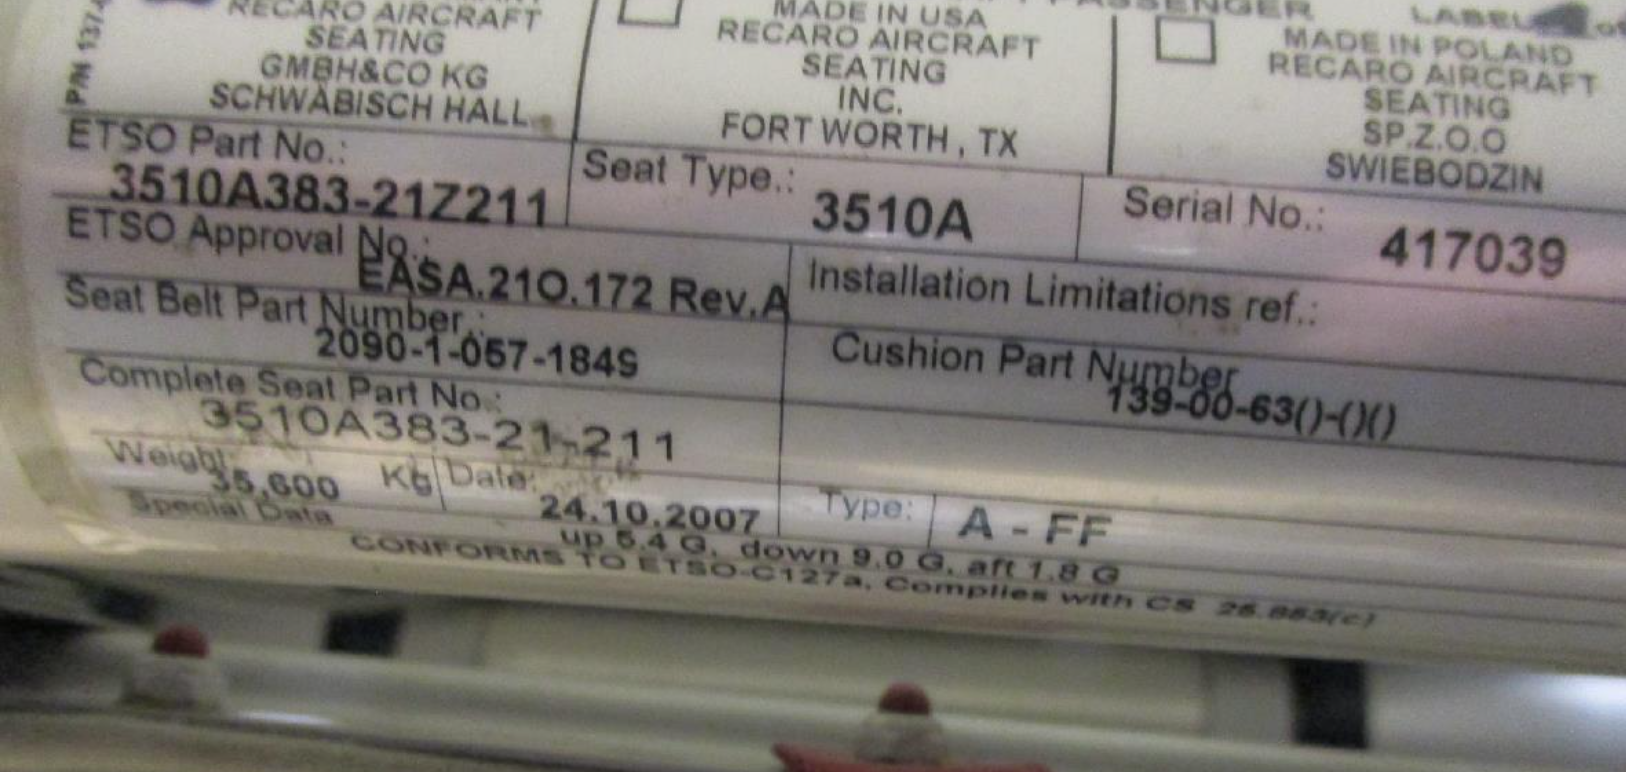 P/N 137-
RECARO AIRCRAFT
SEATING
GMBH&CO KG
SCHWÄBISCH HALL
MADE IN USA
RECARO AIRCRAFT
SEATING
INC.
FORT WORTH, TX
LABEL
MADE IN POLAND
RECARO AIRCRAFT
SEATING
SP.Z.O.O
SWIEBODZIN
ETSO Part No.:
3510A383-21Z211
Seat Type.:
3510A
Serial No.:
417039
ETSO Approval No.:
EASA.21O.172 Rev.A
Installation Limitations ref.:
Seat Belt Part Number.:
2090-1-057-1849
Cushion Part Number
139-00-63()-()()
Complete Seat Part No.:
3510A383-21-211
Weight:
35,600 Kg
Date:
24.10.2007
Type:
A - FF
Special Data
up 5.4 G, down 9.0 G, aft 1.8 G
CONFORMS TO ETSO-C127a, Complies with CS 25.853(c)